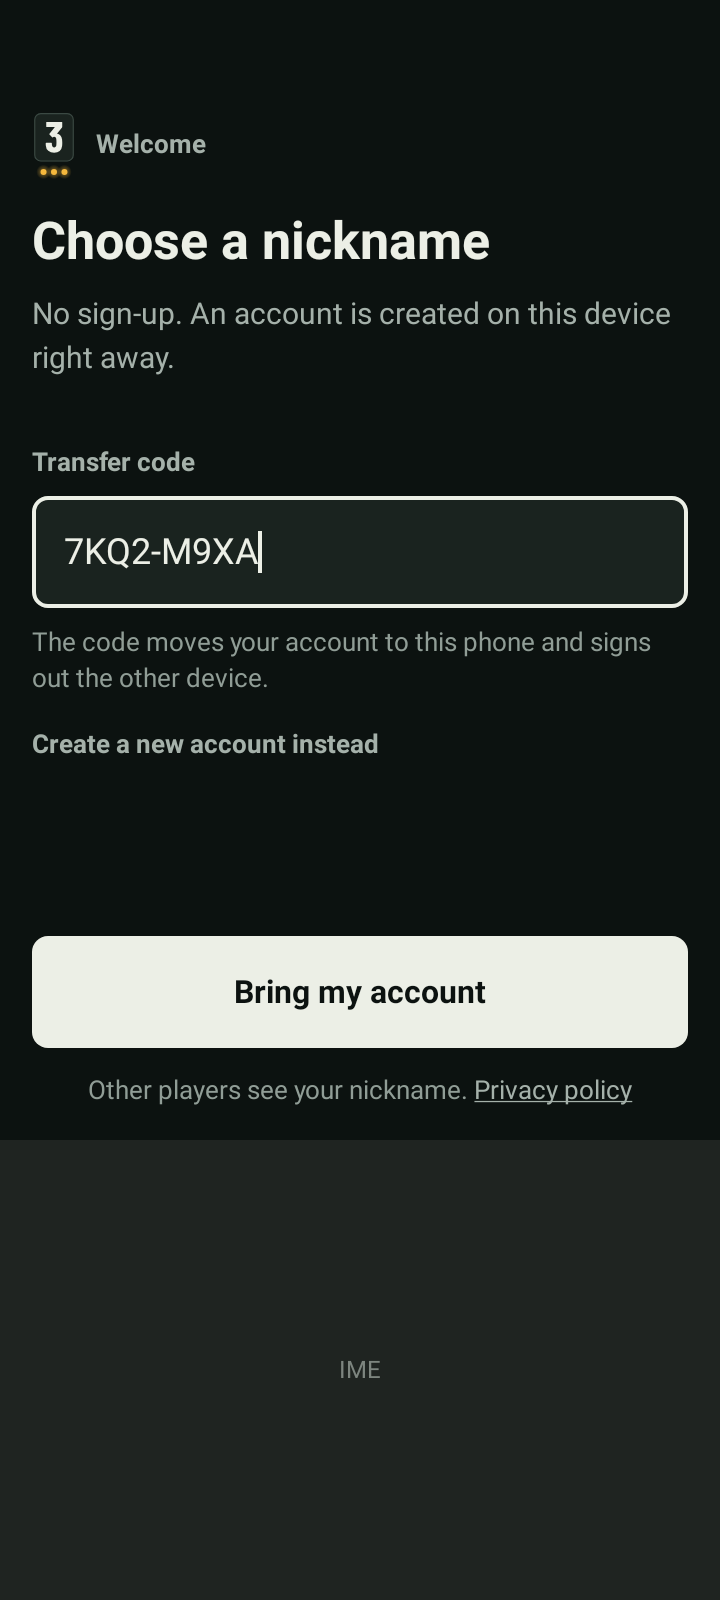 3
Welcome
Choose a nickname
No sign-up. An account is created on this device
right away.
Transfer code
7KQ2-M9XA
The code moves your account to this phone and signs
out the other device.
Create a new account instead
Bring my account
Other players see your nickname. Privacy policy
IME